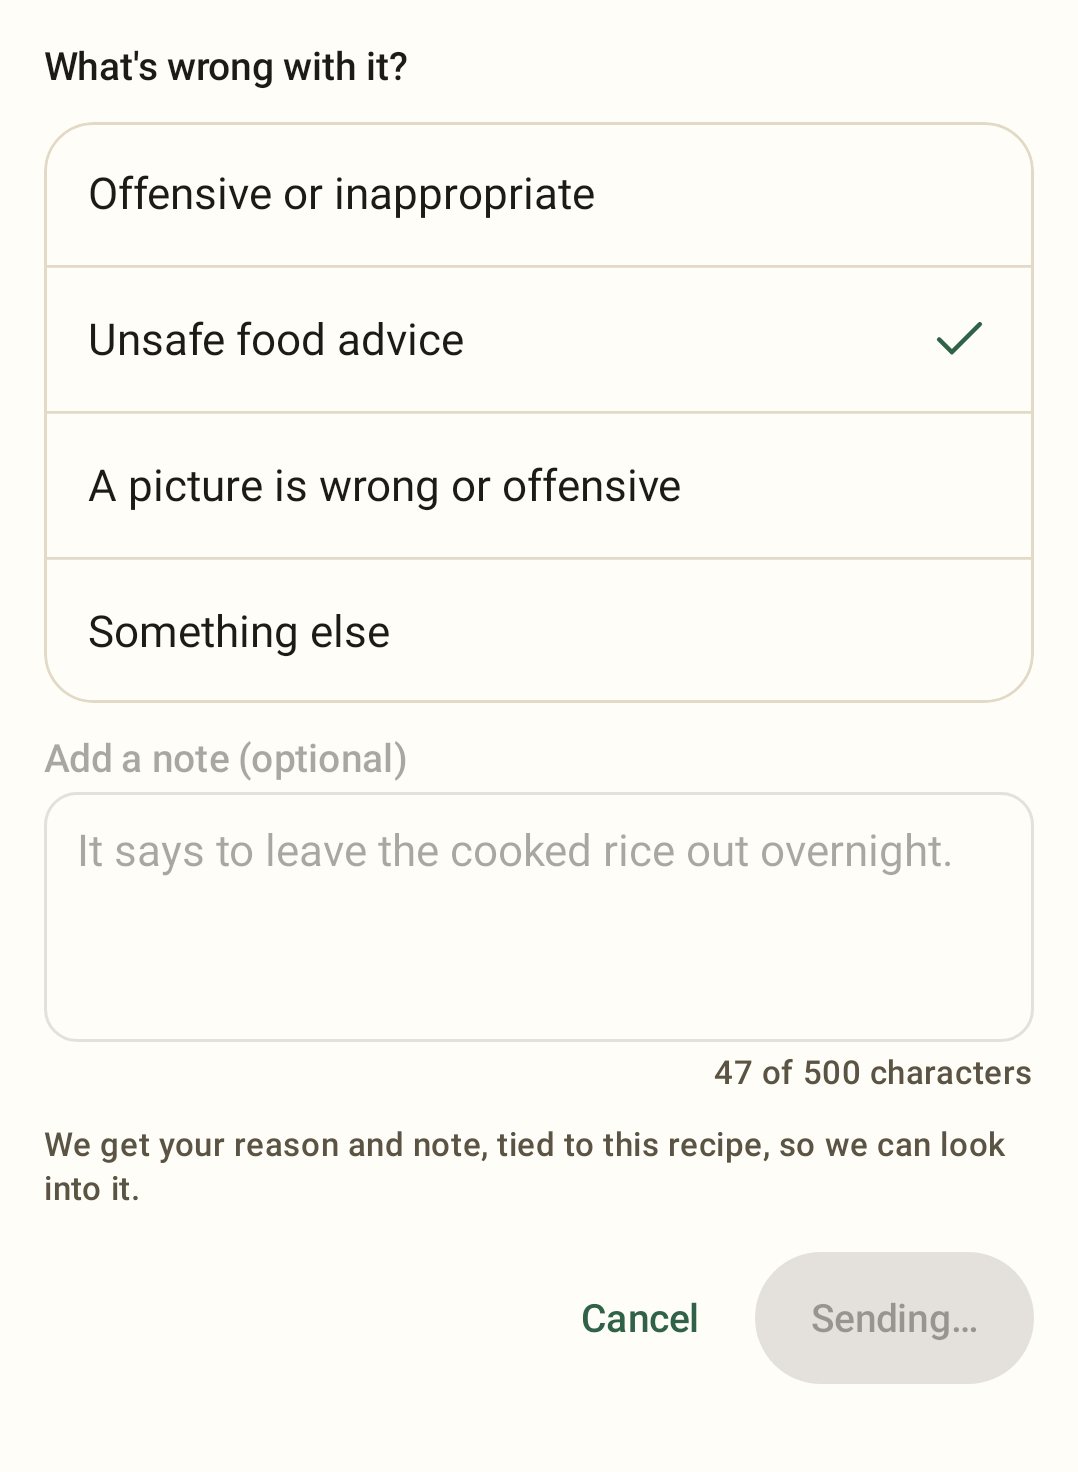 What's wrong with it?
Offensive or inappropriate
Unsafe food advice
A picture is wrong or offensive
Something else
Add a note (optional)
It says to leave the cooked rice out overnight.
47 of 500 characters
We get your reason and note, tied to this recipe, so we can look
into it.
Cancel
Sending…